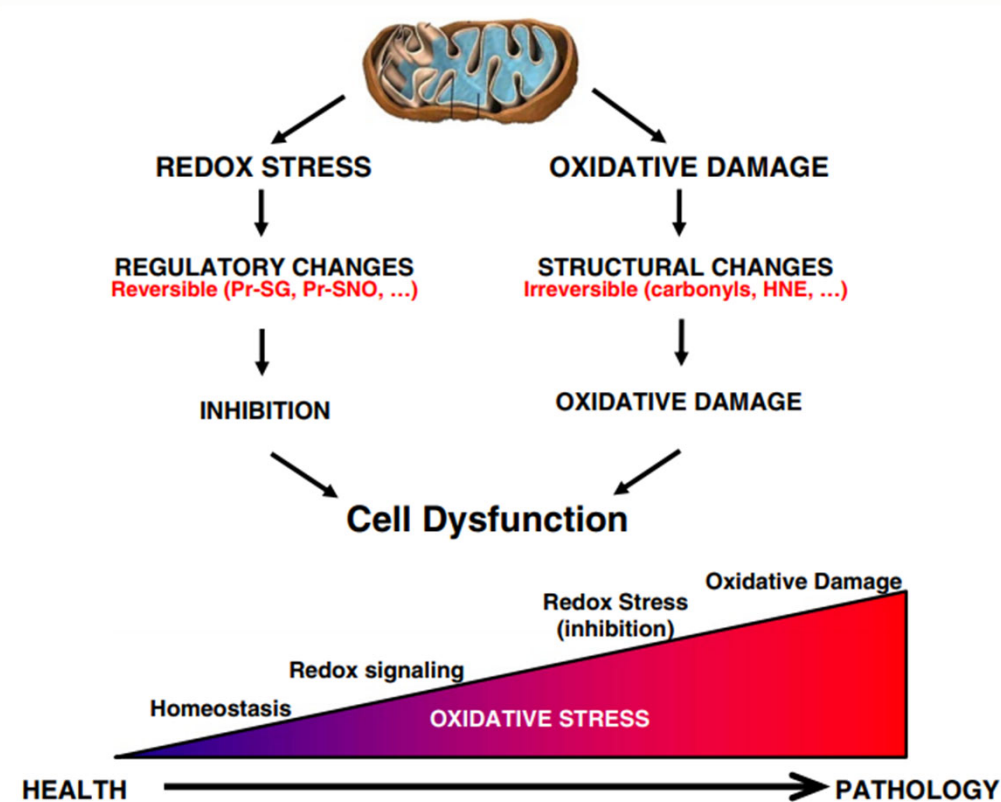 REDOX STRESS
OXIDATIVE DAMAGE
REGULATORY CHANGES
Reversible (Pr-SG, Pr-SNO, ...)
STRUCTURAL CHANGES
Irreversible (carbonyls, HNE, ...)
INHIBITION
OXIDATIVE DAMAGE
Cell Dysfunction
Oxidative Damage
Redox Stress
(inhibition)
Redox signaling
Homeostasis
OXIDATIVE STRESS
HEALTH
PATHOLOGY